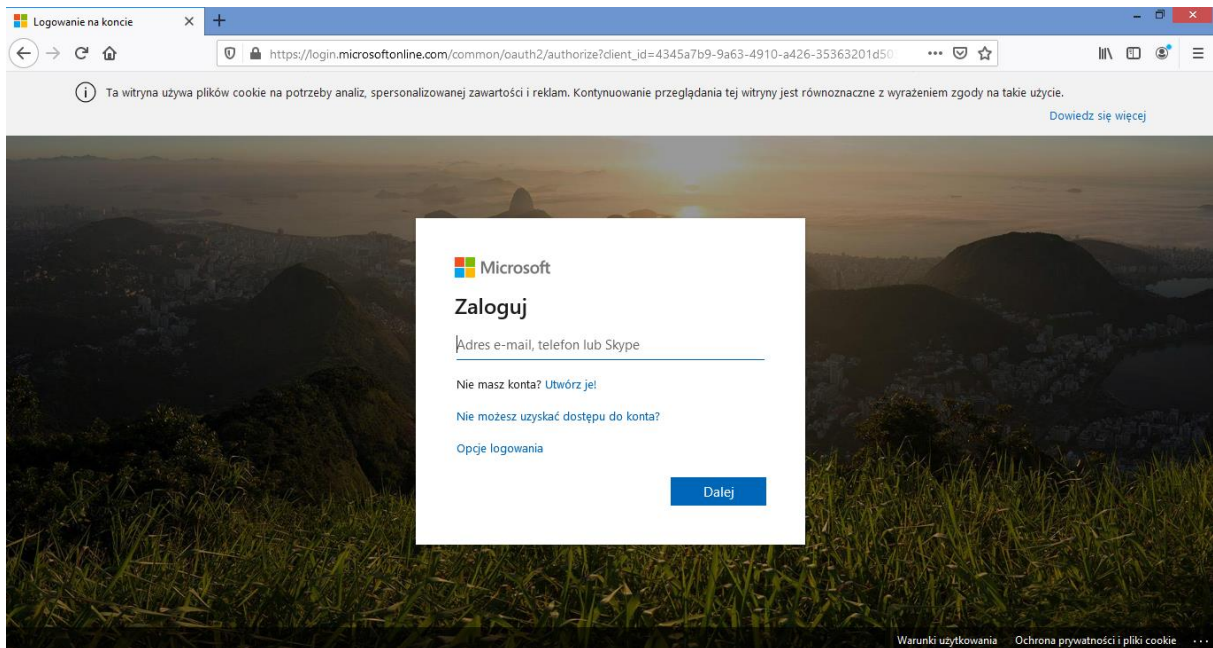 Logowanie na koncie
https://login.microsoftonline.com/common/oauth2/authorize?client_id=4345a7b9-9a63-4910-a426-35363201d50
Ta witryna używa plików cookie na potrzeby analiz, spersonalizowanej zawartości i reklam. Kontynuowanie przeglądania tej witryny jest równoznaczne z wyrażeniem zgody na takie użycie.
Dowiedz się więcej
Microsoft
Zaloguj
Adres e-mail, telefon lub Skype
Nie masz konta? Utwórz je!
Nie możesz uzyskać dostępu do konta?
Opcje logowania
Dalej
Warunki użytkowania Ochrona prywatności i pliki cookie ...